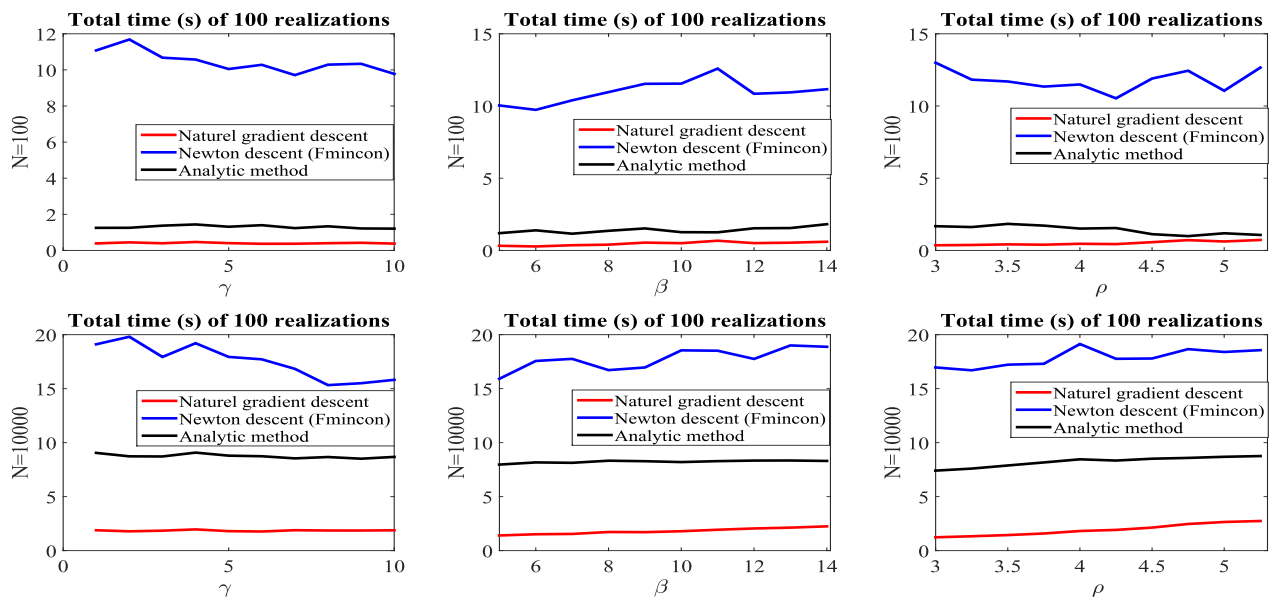 Total time (s) of 100 realizations
N=100
12
10
8
6
4
2
0
Naturel gradient descent
Newton descent (Fmincon)
Analytic method
0 5 10
γ
Total time (s) of 100 realizations
N=100
15
10
5
0
Naturel gradient descent
Newton descent (Fmincon)
Analytic method
6 8 10 12 14
β
Total time (s) of 100 realizations
N=100
15
10
5
0
Naturel gradient descent
Newton descent (Fmincon)
Analytic method
3 3.5 4 4.5 5
ρ
Total time (s) of 100 realizations
N=10000
20
15
10
5
0
Naturel gradient descent
Newton descent (Fmincon)
Analytic method
0 5 10
γ
Total time (s) of 100 realizations
N=10000
20
15
10
5
0
Naturel gradient descent
Newton descent (Fmincon)
Analytic method
6 8 10 12 14
β
Total time (s) of 100 realizations
N=10000
20
15
10
5
0
Naturel gradient descent
Newton descent (Fmincon)
Analytic method
3 3.5 4 4.5 5
ρ